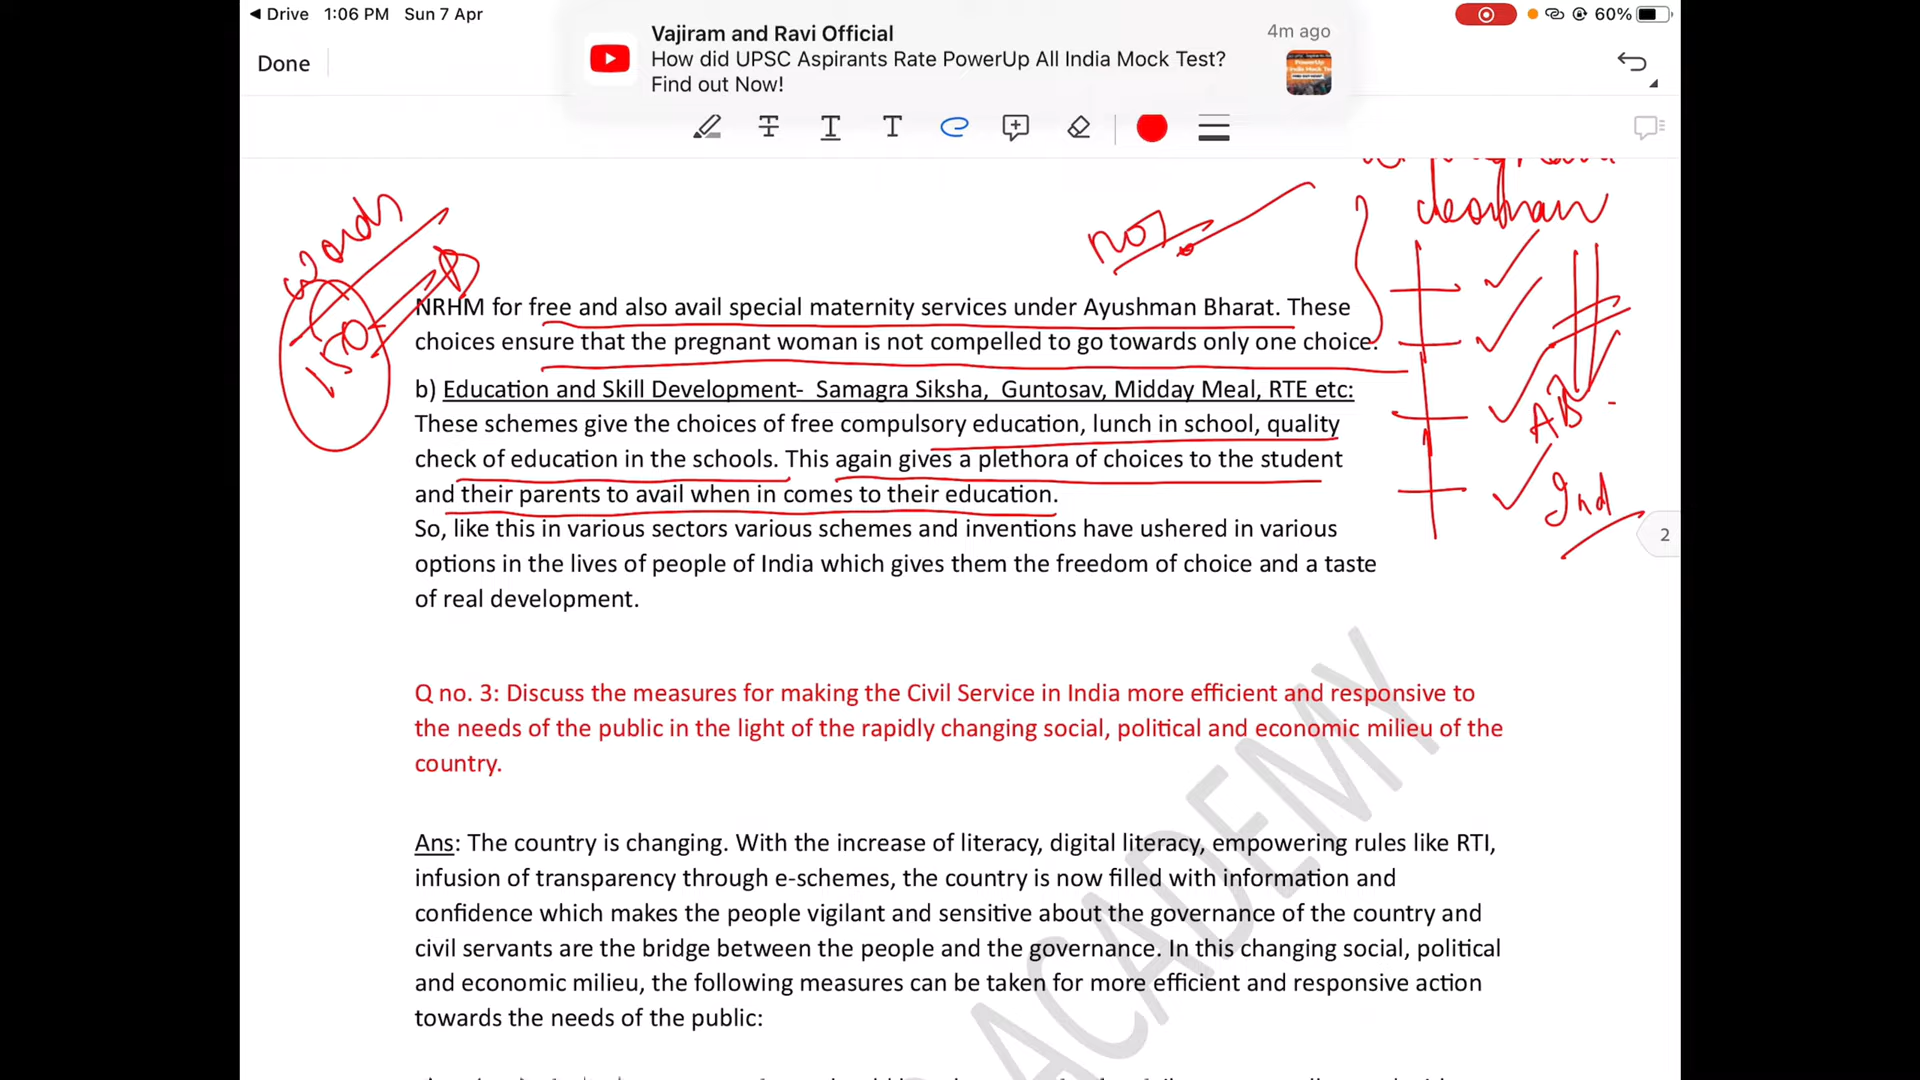 Drive 1:06 PM Sun 7 Apr
60%
Vajiram and Ravi Official
4m ago
How did UPSC Aspirants Rate PowerUp All India Mock Test?
Find out Now!
Done
T T T
words
150
not
NRHM for free and also avail special maternity services under Ayushman Bharat. These
choices ensure that the pregnant woman is not compelled to go towards only one choice.
b) Education and Skill Development- Samagra Siksha, Guntosav, Midday Meal, RTE etc:
These schemes give the choices of free compulsory education, lunch in school, quality
check of education in the schools. This again gives a plethora of choices to the student
and their parents to avail when in comes to their education.
AB
Ind
So, like this in various sectors various schemes and inventions have ushered in various
2
options in the lives of people of India which gives them the freedom of choice and a taste
of real development.
Q no. 3: Discuss the measures for making the Civil Service in India more efficient and responsive to
the needs of the public in the light of the rapidly changing social, political and economic milieu of the
country.
Ans: The country is changing. With the increase of literacy, digital literacy, empowering rules like RTI,
infusion of transparency through e-schemes, the country is now filled with information and
confidence which makes the people vigilant and sensitive about the governance of the country and
civil servants are the bridge between the people and the governance. In this changing social, political
and economic milieu, the following measures can be taken for more efficient and responsive action
towards the needs of the public:
ACADEMY